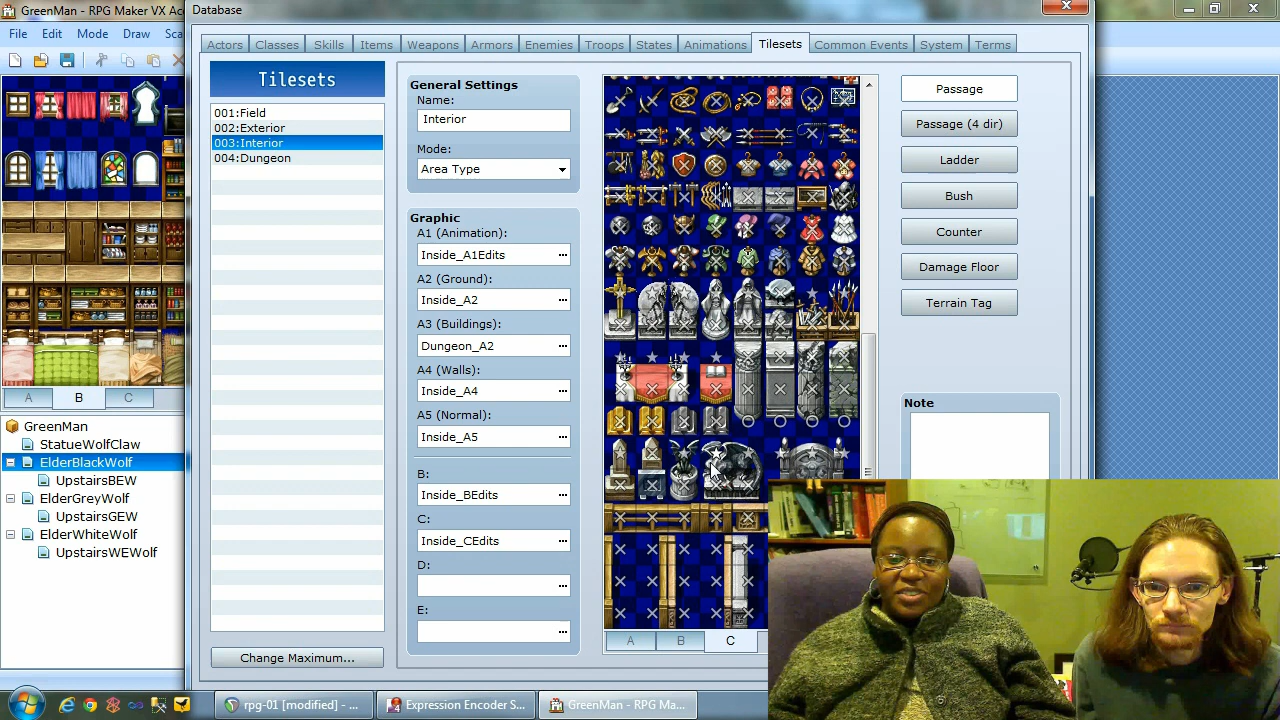 GreenMan - RPG Maker VX Ac
Database
File Edit Mode Draw Sca
Actors Classes Skills Items Weapons Armors Enemies Troops States Animations Tilesets Common Events System Terms
Tilesets
001:Field
002:Exterior
003:Interior
004:Dungeon
Change Maximum...
General Settings
Name:
Interior
Mode:
Area Type
Graphic
A1 (Animation):
Inside_A1Edits
A2 (Ground):
Inside_A2
A3 (Buildings):
Dungeon_A2
A4 (Walls):
Inside_A4
A5 (Normal):
Inside_A5
B:
Inside_BEdits
C:
Inside_CEdits
D:
E:
A B C
Passage
Passage (4 dir)
Ladder
Bush
Counter
Damage Floor
Terrain Tag
Note
A B C
GreenMan
StatueWolfClaw
ElderBlackWolf
UpstairsBEW
ElderGreyWolf
UpstairsGEW
ElderWhiteWolf
UpstairsWEWolf
rpg-01 [modified] - ...
Expression Encoder S...
GreenMan - RPG Ma...